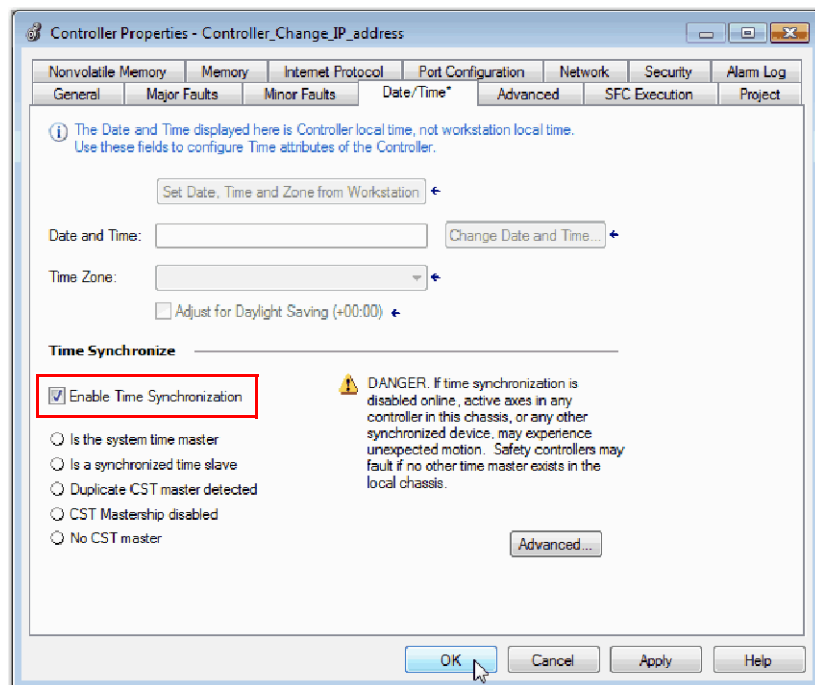 Controller Properties - Controller_Change_IP_address
Nonvolatile Memory Memory Internet Protocol Port Configuration Network Security Alarm Log
General Major Faults Minor Faults Date/Time* Advanced SFC Execution Project
The Date and Time displayed here is Controller local time, not workstation local time.
Use these fields to configure Time attributes of the Controller.
Set Date, Time and Zone from Workstation
Date and Time: Change Date and Time...
Time Zone:
Adjust for Daylight Saving (+00:00)
Time Synchronize
Enable Time Synchronization
DANGER. If time synchronization is
disabled online, active axes in any
controller in this chassis, or any other
synchronized device, may experience
unexpected motion. Safety controllers may
fault if no other time master exists in the
local chassis.
Is the system time master
Is a synchronized time slave
Duplicate CST master detected
CST Mastership disabled
No CST master
Advanced...
OK Cancel Apply Help